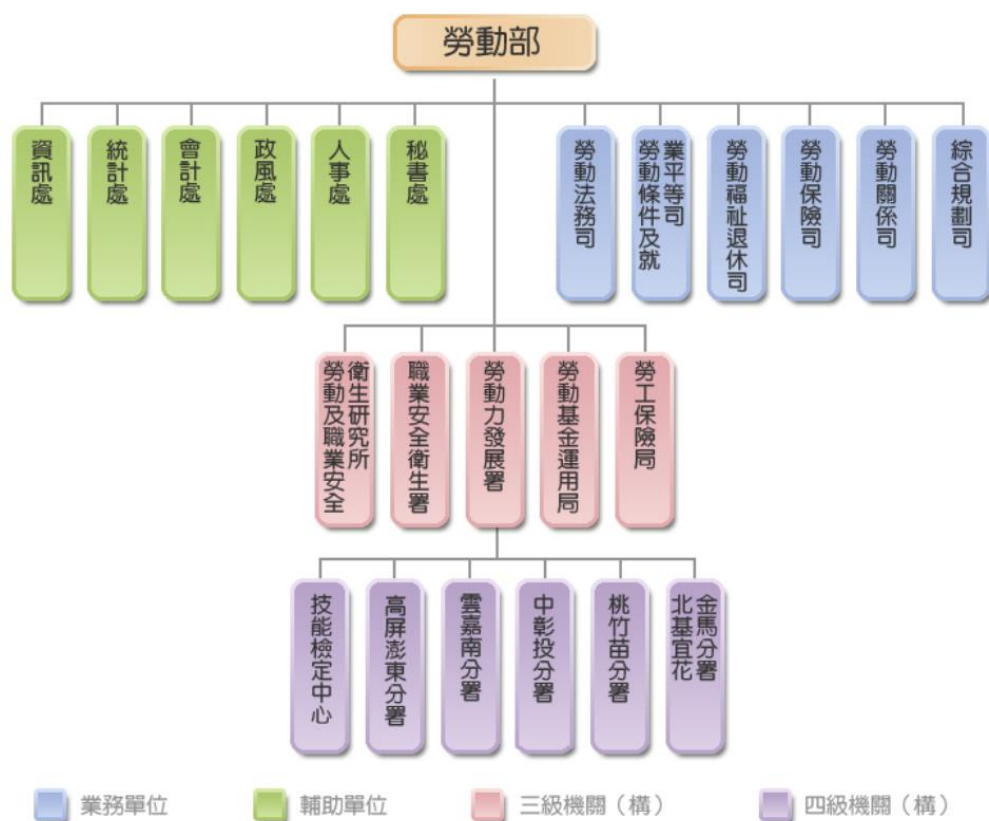 勞動部
資訊處
統計處
會計處
政風處
人事處
秘書處
勞動法務司
勞動條件及就
業平等司
勞動福祉退休司
勞動保險司
勞動關係司
綜合規劃司
勞動及職業安全
衛生研究所
職業安全衛生署
勞動力發展署
勞動基金運用局
勞工保險局
技能檢定中心
高屏澎東分署
雲嘉南分署
中彰投分署
桃竹苗分署
北基宜花
金馬分署
業務單位
輔助單位
三級機關（構）
四級機關（構）